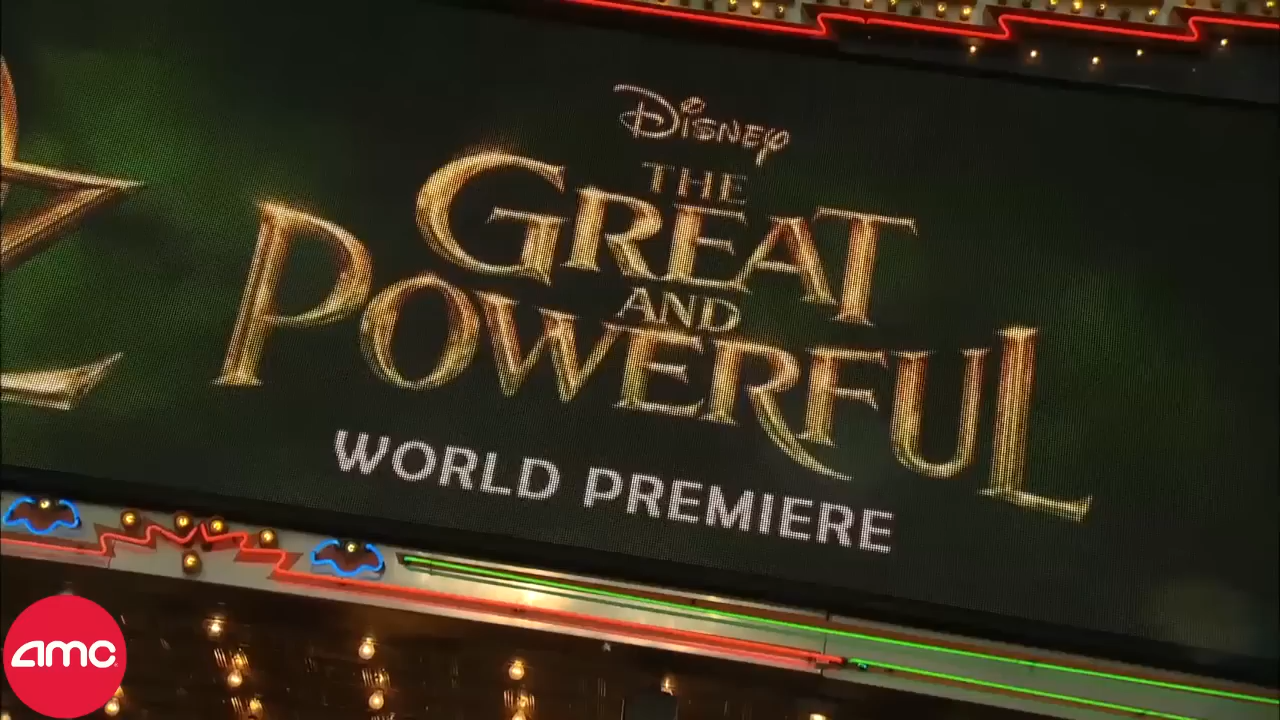 Z
DISNEY
THE
GREAT
AND
POWERFUL
WORLD PREMIERE
amc